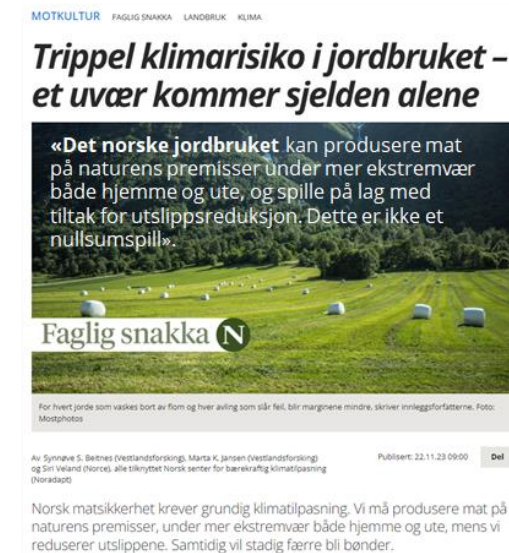 MOTKULTUR FAGLIG SNAKKA LANDBRUK KLIMA
Trippel klimarisiko i jordbruket –
et uvær kommer sjelden alene
«Det norske jordbruket kan produsere mat
på naturens premisser under mer ekstremvær
både hjemme og ute, og spille på lag med
tiltak for utslippsreduksjon. Dette er ikke et
nullsumspill».
Faglig snakka N
For hvert jorde som vaskes bort av flom og hver avling som slår feil, blir marginene mindre, skriver innleggsforfatterne. Foto:
Mostphotos
Av Synnøve S. Beitnes (Vestlandsforsking), Marta K. Jansen (Vestlandsforsking)
og Siri Veland (Norce), alle tilknyttet Norsk senter for bærekraftig klimatilpasning
(Noradapt)
Publisert: 22.11.23 09:00
Del
Norsk matsikkerhet krever grundig klimatilpasning. Vi må produsere mat på
naturens premisser, under mer ekstremvær både hjemme og ute, mens vi
reduserer utslippene. Samtidig vil stadig færre bli bønder.